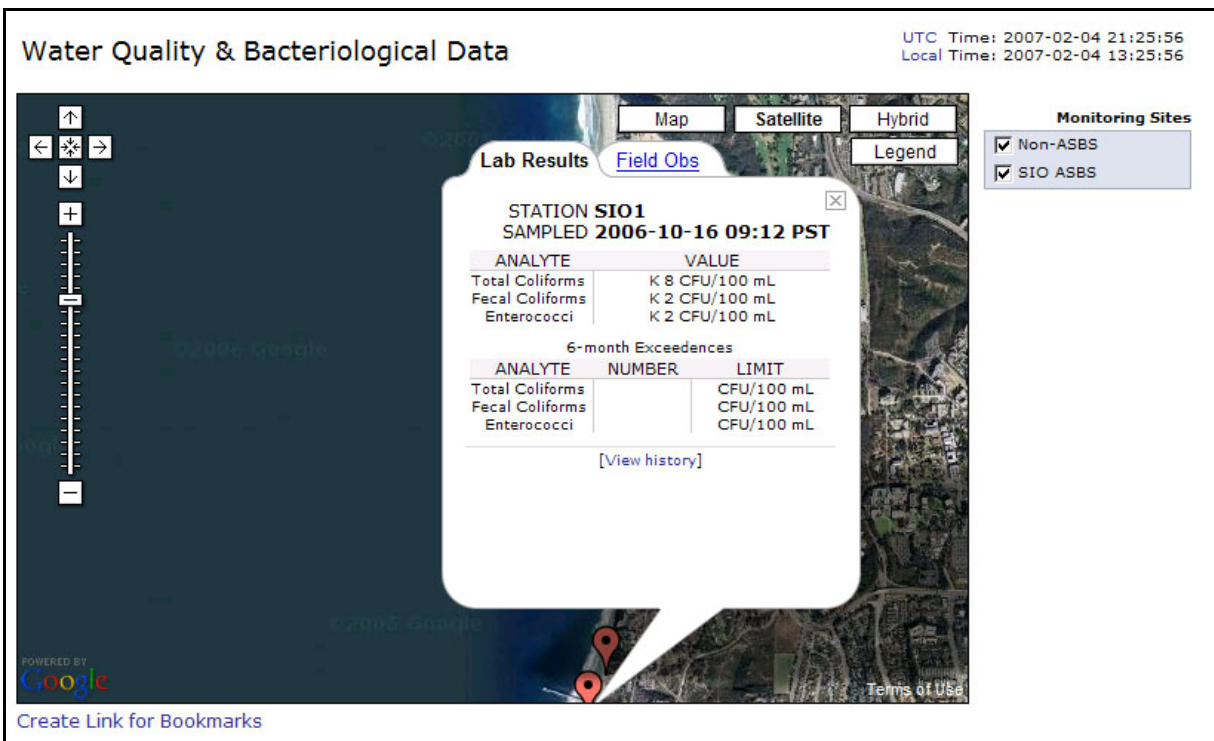 Water Quality & Bacteriological Data
UTC Time: 2007-02-04 21:25:56
Local Time: 2007-02-04 13:25:56
Map
Satellite
Hybrid
Legend
Monitoring Sites
Non-ASBS
SIO ASBS
Lab Results
Field Obs
STATION SIO1
SAMPLED 2006-10-16 09:12 PST
ANALYTE VALUE
Total Coliforms K 8 CFU/100 mL
Fecal Coliforms K 2 CFU/100 mL
Enterococci K 2 CFU/100 mL
6-month Exceedences
ANALYTE NUMBER LIMIT
Total Coliforms CFU/100 mL
Fecal Coliforms CFU/100 mL
Enterococci CFU/100 mL
[View history]
©2006 Google
©2005 Google
POWERED BY
Google
Terms of Use
Create Link for Bookmarks